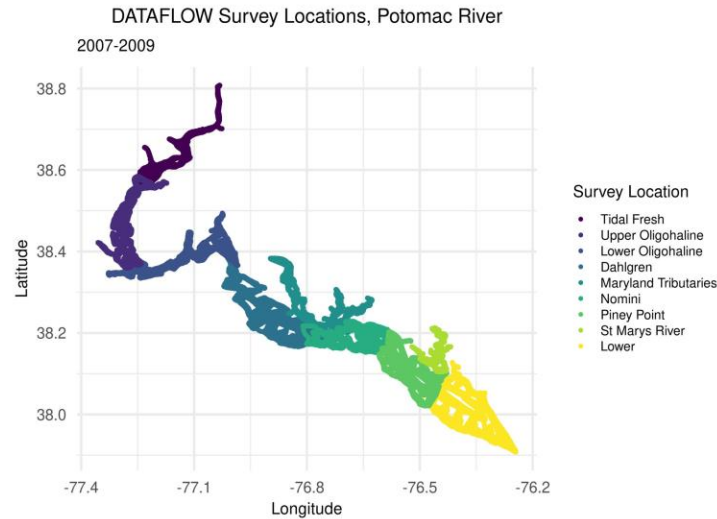 DATAFLOW Survey Locations, Potomac River
2007-2009
38.8
38.6
38.4
38.2
38.0
Latitude
-77.4 -77.1 -76.8 -76.5 -76.2
Longitude
Survey Location
Tidal Fresh
Upper Oligohaline
Lower Oligohaline
Dahlgren
Maryland Tributaries
Nomini
Piney Point
St Marys River
Lower